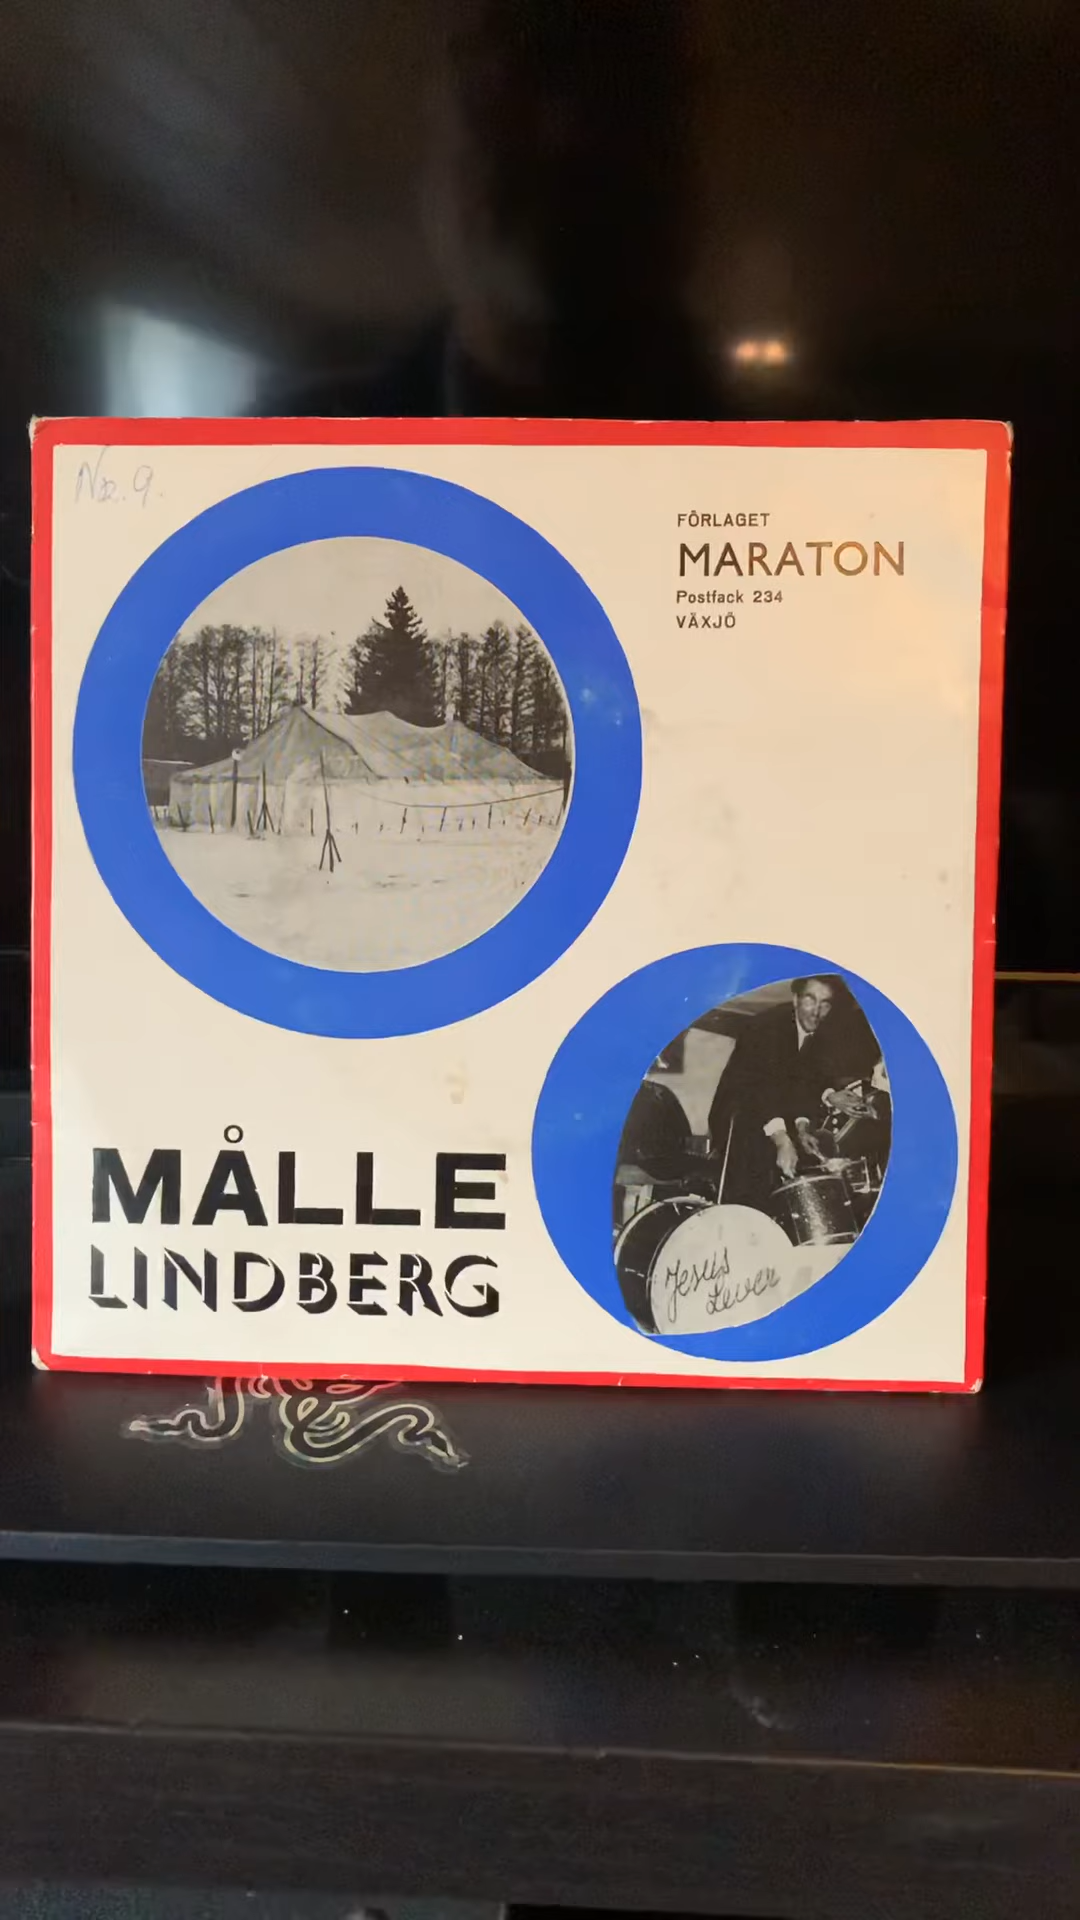 Nr. 9.
FÖRLAGET
MARATON
Postfack 234
VÄXJÖ
MÅLLE
LINDBERG
Jesus
Lever